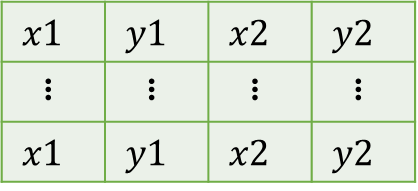 x1 y1 x2 y2
⋮ ⋮ ⋮ ⋮
x1 y1 x2 y2